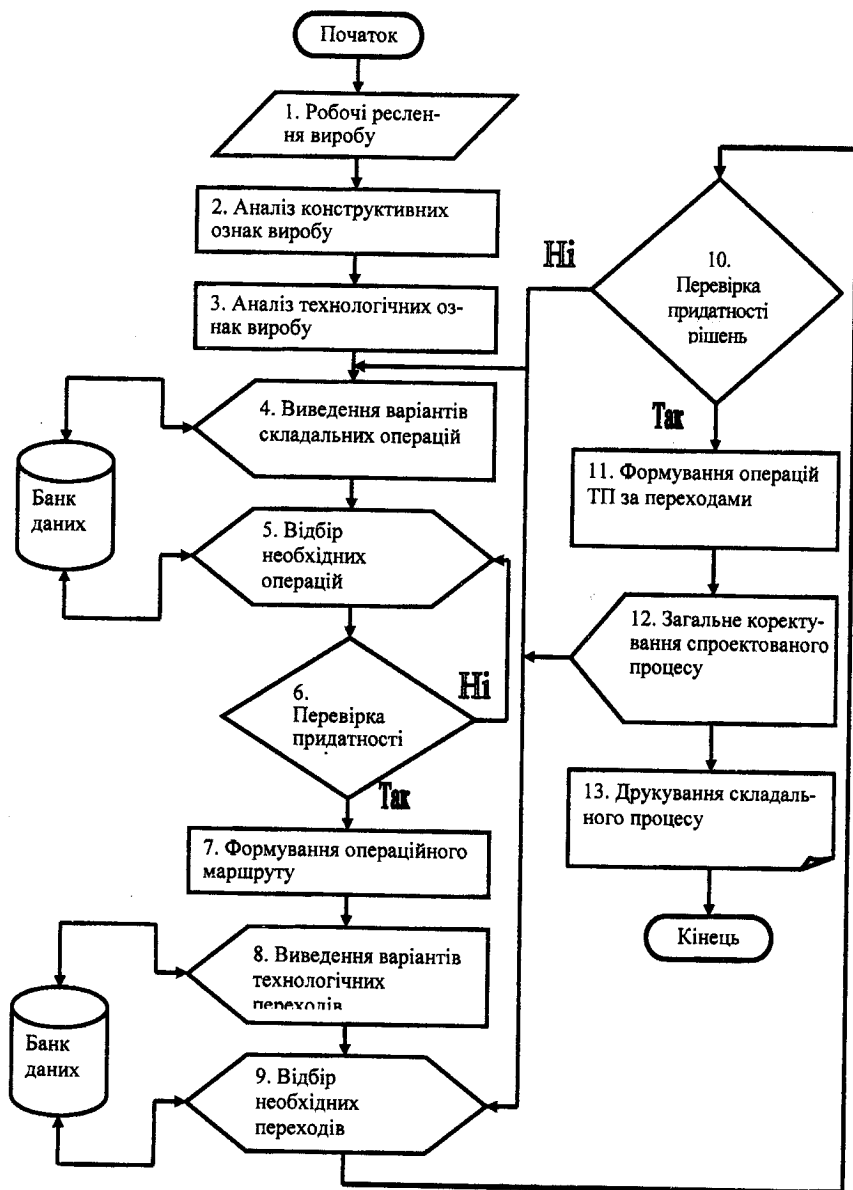 Початок
1. Робочі реслен-
ня виробу
2. Аналіз конструктивних
ознак виробу
3. Аналіз технологічних оз-
нак виробу
4. Виведення варіантів
складальних операцій
Банк
даних
5. Відбір
необхідних
операцій
6.
Перевірка
придатності
Ні
Так
7. Формування операційного
маршруту
8. Виведення варіантів
технологічних
переходів
Банк
даних
9. Відбір
необхідних
переходів
Ні
10.
Перевірка
придатності
рішень
Так
11. Формування операцій
ТП за переходами
12. Загальне коректу-
вання спроектованого
процесу
13. Друкування складаль-
ного процесу
Кінець